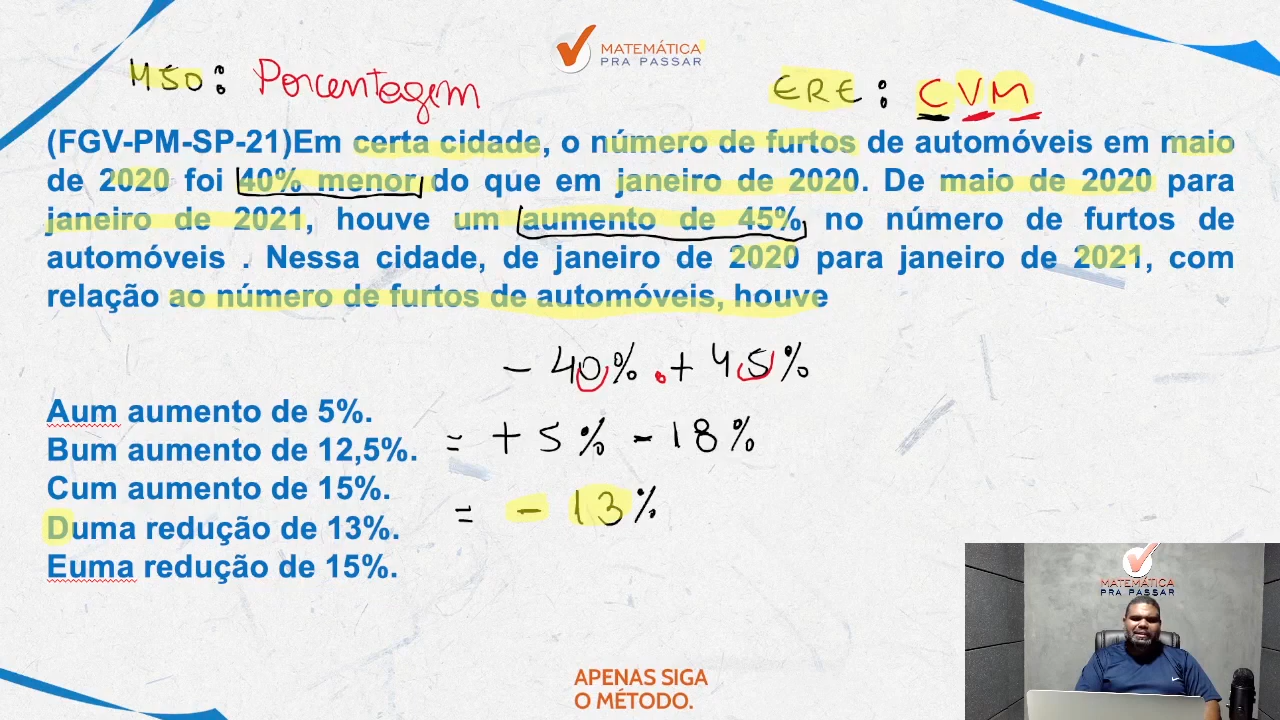 MATEMÁTICA
PRA PASSAR
MSO: Porcentagem
ERE: CVM
(FGV-PM-SP-21)Em certa cidade, o número de furtos de automóveis em maio
de 2020 foi 40% menor do que em janeiro de 2020. De maio de 2020 para
janeiro de 2021, houve um aumento de 45% no número de furtos de
automóveis . Nessa cidade, de janeiro de 2020 para janeiro de 2021, com
relação ao número de furtos de automóveis, houve
- 40% . + 45%
Aum aumento de 5%.
= + 5% - 18%
Bum aumento de 12,5%.
Cum aumento de 15%.
= - 13%
Duma redução de 13%.
Euma redução de 15%.
MATEMÁTICA
PRA PASSAR
APENAS SIGA
O MÉTODO.